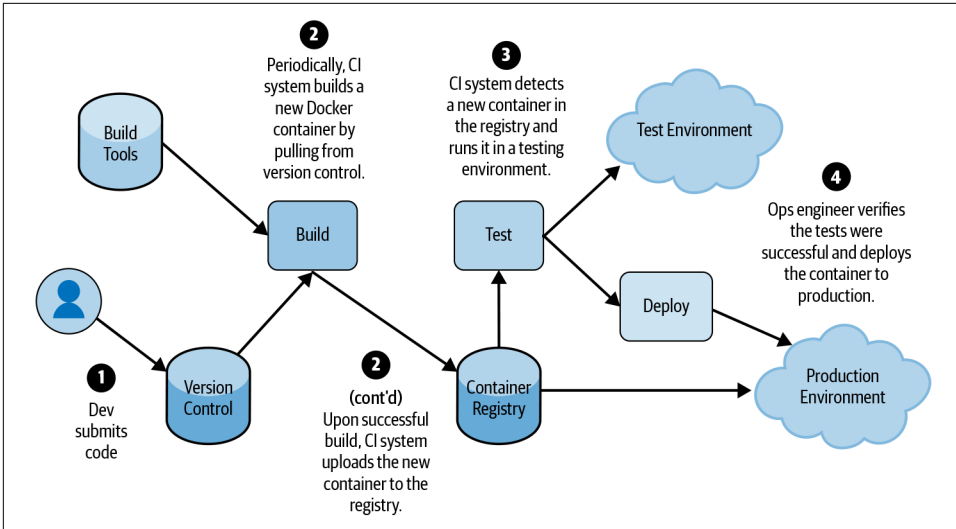 2
Periodically, CI
system builds a
new Docker
container by
pulling from
version control.
3
CI system detects
a new container in
the registry and
runs it in a testing
environment.
Test Environment
Build
Tools
4
Ops engineer verifies
the tests were
successful and deploys
the container to
production.
Build
Test
Deploy
1
Dev
submits
code
Version
Control
2
(cont'd)
Upon successful
build, CI system
uploads the new
container to the
registry.
Container
Registry
Production
Environment